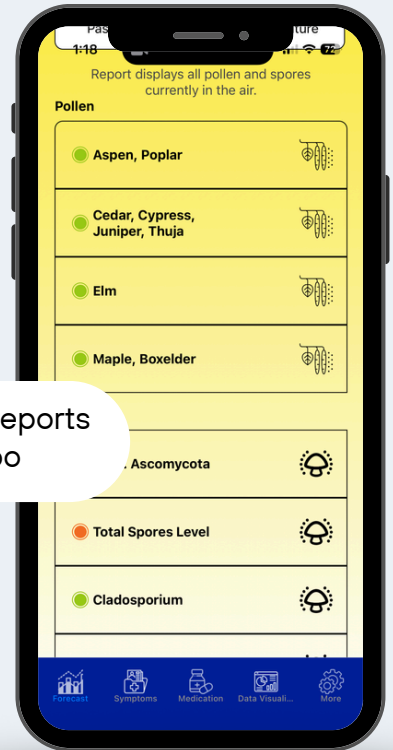 1:18
72
Report displays all pollen and spores
currently in the air.
Pollen
Aspen, Poplar
Cedar, Cypress,
Juniper, Thuja
Elm
Maple, Boxelder
eports
Ascomycota
Total Spores Level
Cladosporium
Forecast Symptoms Medication Data Visuali... More